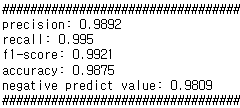 ########################################
precision: 0.9892
recall: 0.995
f1-score: 0.9921
accuracy: 0.9875
negative predict value: 0.9809
########################################